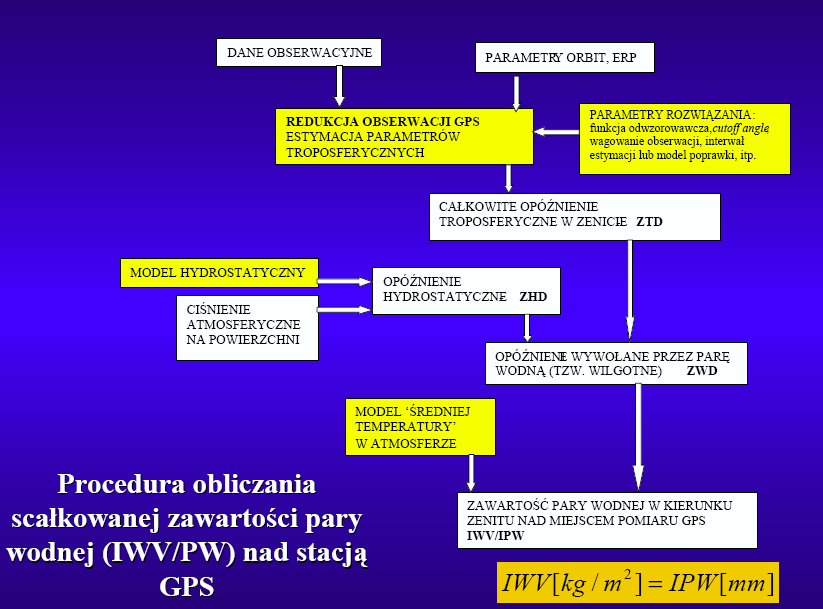 DANE OBSERWACYJNE
PARAMETRY ORBIT, ERP
REDUKCJA OBSERWACJI GPS
ESTYMACJA PARAMETRÓW
TROPOSFERYCZNYCH
PARAMETRY ROZWIĄZANIA:
funkcja odwzorowawcza,cutoff angle,
wagowanie obserwacji, interwał
estymacji lub model poprawki, itp.
CAŁKOWITE OPÓŹNIENIE
TROPOSFERYCZNE W ZENICIE ZTD
MODEL HYDROSTATYCZNY
OPÓŹNIENIE
HYDROSTATYCZNE ZHD
CIŚNIENIE
ATMOSFERYCZNE
NA POWIERZCHNI
OPÓŹNIENE WYWOŁANE PRZEZ PARĘ
WODNĄ (TZW. WILGOTNE) ZWD
MODEL ‘ŚREDNIEJ
TEMPERATURY’
W ATMOSFERZE
ZAWARTOŚĆ PARY WODNEJ W KIERUNKU
ZENITU NAD MIEJSCEM POMIARU GPS
IWV/IPW
Procedura obliczania
scałkowanej zawartości pary
wodnej (IWV/PW) nad stacją
GPS
IWV[kg / m²] = IPW[mm]